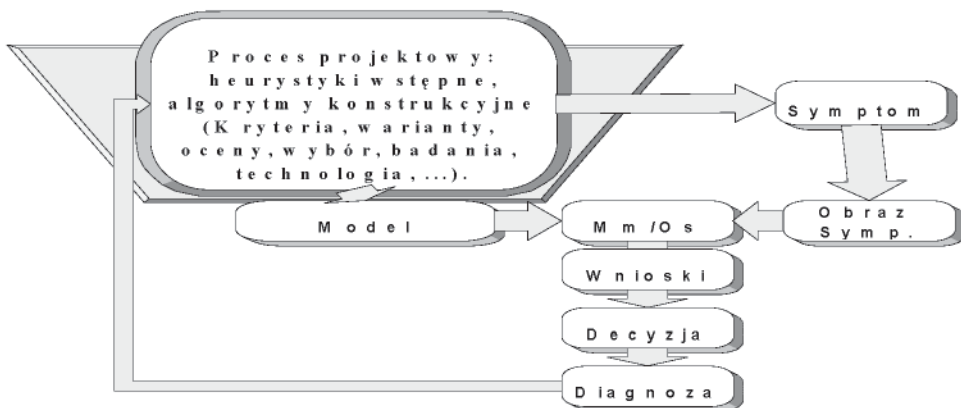 Proces projektowy:
heurystyki wstępne,
algorytmy konstrukcyjne
(Kryteria, warianty,
oceny, wybór, badania,
technologia, ...).
Symptom
Model
Mm/Os
Obraz
Symp.
Wnioski
Decyzja
Diagnoza